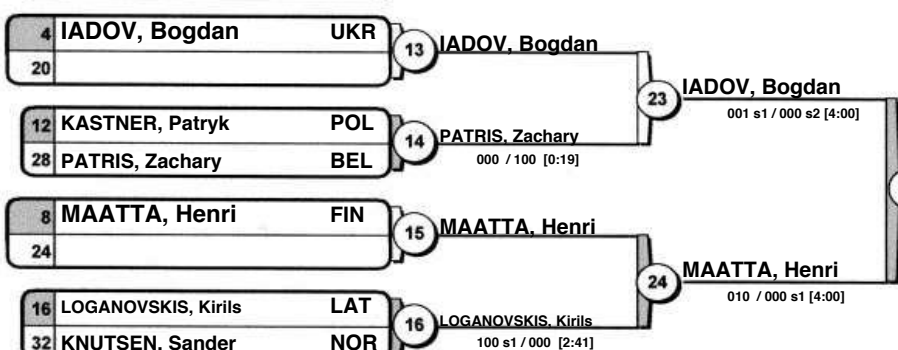 4 IADOV, Bogdan UKR
20
13 IADOV, Bogdan
12 KASTNER, Patryk POL
28 PATRIS, Zachary BEL
14 PATRIS, Zachary
000 / 100 [0:19]
23 IADOV, Bogdan
001 s1 / 000 s2 [4:00]
8 MAATTA, Henri FIN
24
15 MAATTA, Henri
16 LOGANOVSKIS, Kirils LAT
32 KNUTSEN, Sander NOR
16 LOGANOVSKIS, Kirils
100 s1 / 000 [2:41]
24 MAATTA, Henri
010 / 000 s1 [4:00]